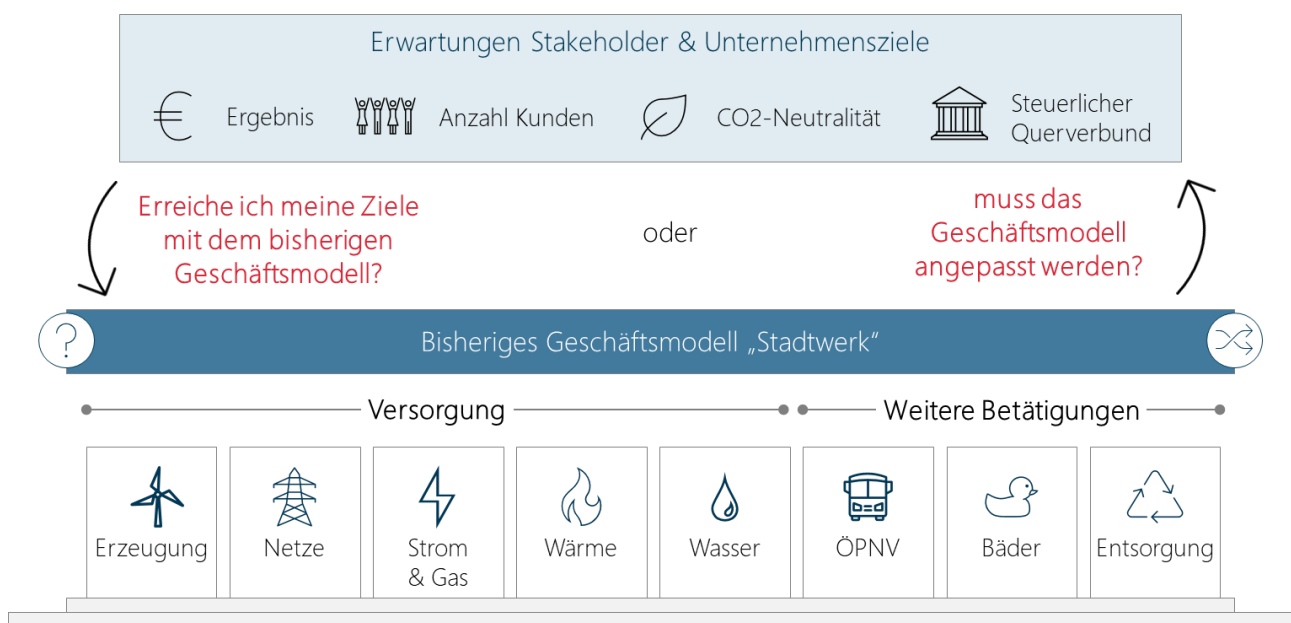 Erwartungen Stakeholder & Unternehmensziele
Ergebnis
Anzahl Kunden
CO2-Neutralität
Steuerlicher
Querverbund
Erreiche ich meine Ziele
mit dem bisherigen
Geschäftsmodell?
oder
muss das
Geschäftsmodell
angepasst werden?
?
Bisheriges Geschäftsmodell „Stadtwerk“
Versorgung
Weitere Betätigungen
Erzeugung
Netze
Strom
& Gas
Wärme
Wasser
ÖPNV
Bäder
Entsorgung